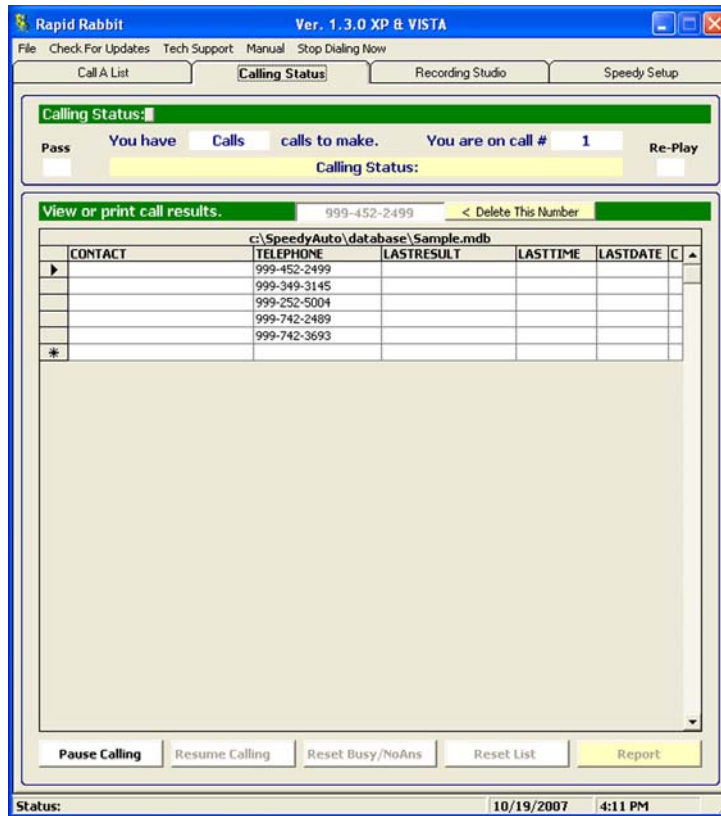 Rapid Rabbit Ver. 1.3.0 XP & VISTA
File Check For Updates Tech Support Manual Stop Dialing Now
Call A List Calling Status Recording Studio Speedy Setup
Calling Status:
Pass You have Calls calls to make. You are on call # 1 Re-Play
Calling Status:
View or print call results. 999-452-2499 < Delete This Number
c:\SpeedyAuto\database\Sample.mdb
CONTACT TELEPHONE LASTRESULT LASTTIME LASTDATE C
999-452-2499
999-349-3145
999-252-5004
999-742-2489
999-742-3693
Pause Calling Resume Calling Reset Busy/NoAns Reset List Report
Status: 10/19/2007 4:11 PM